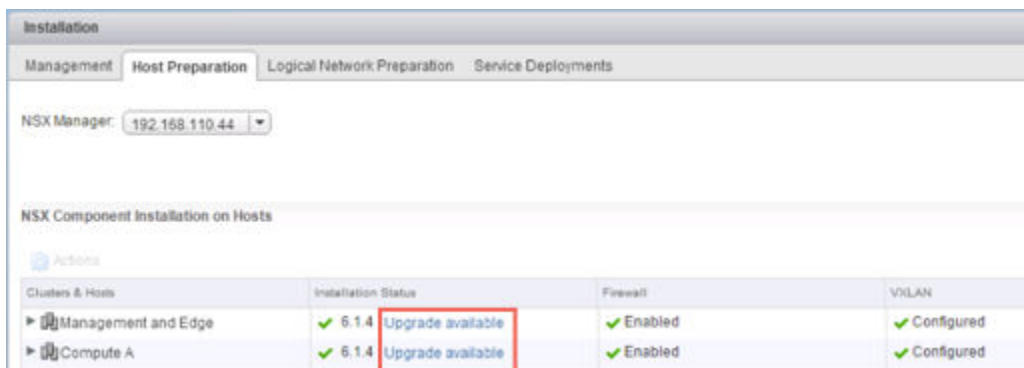 Installation
Management Host Preparation Logical Network Preparation Service Deployments
NSX Manager: 192.168.110.44
NSX Component Installation on Hosts
Actions
Clusters & Hosts Installation Status Firewall VXLAN
Management and Edge 6.1.4 Upgrade available Enabled Configured
Compute A 6.1.4 Upgrade available Enabled Configured